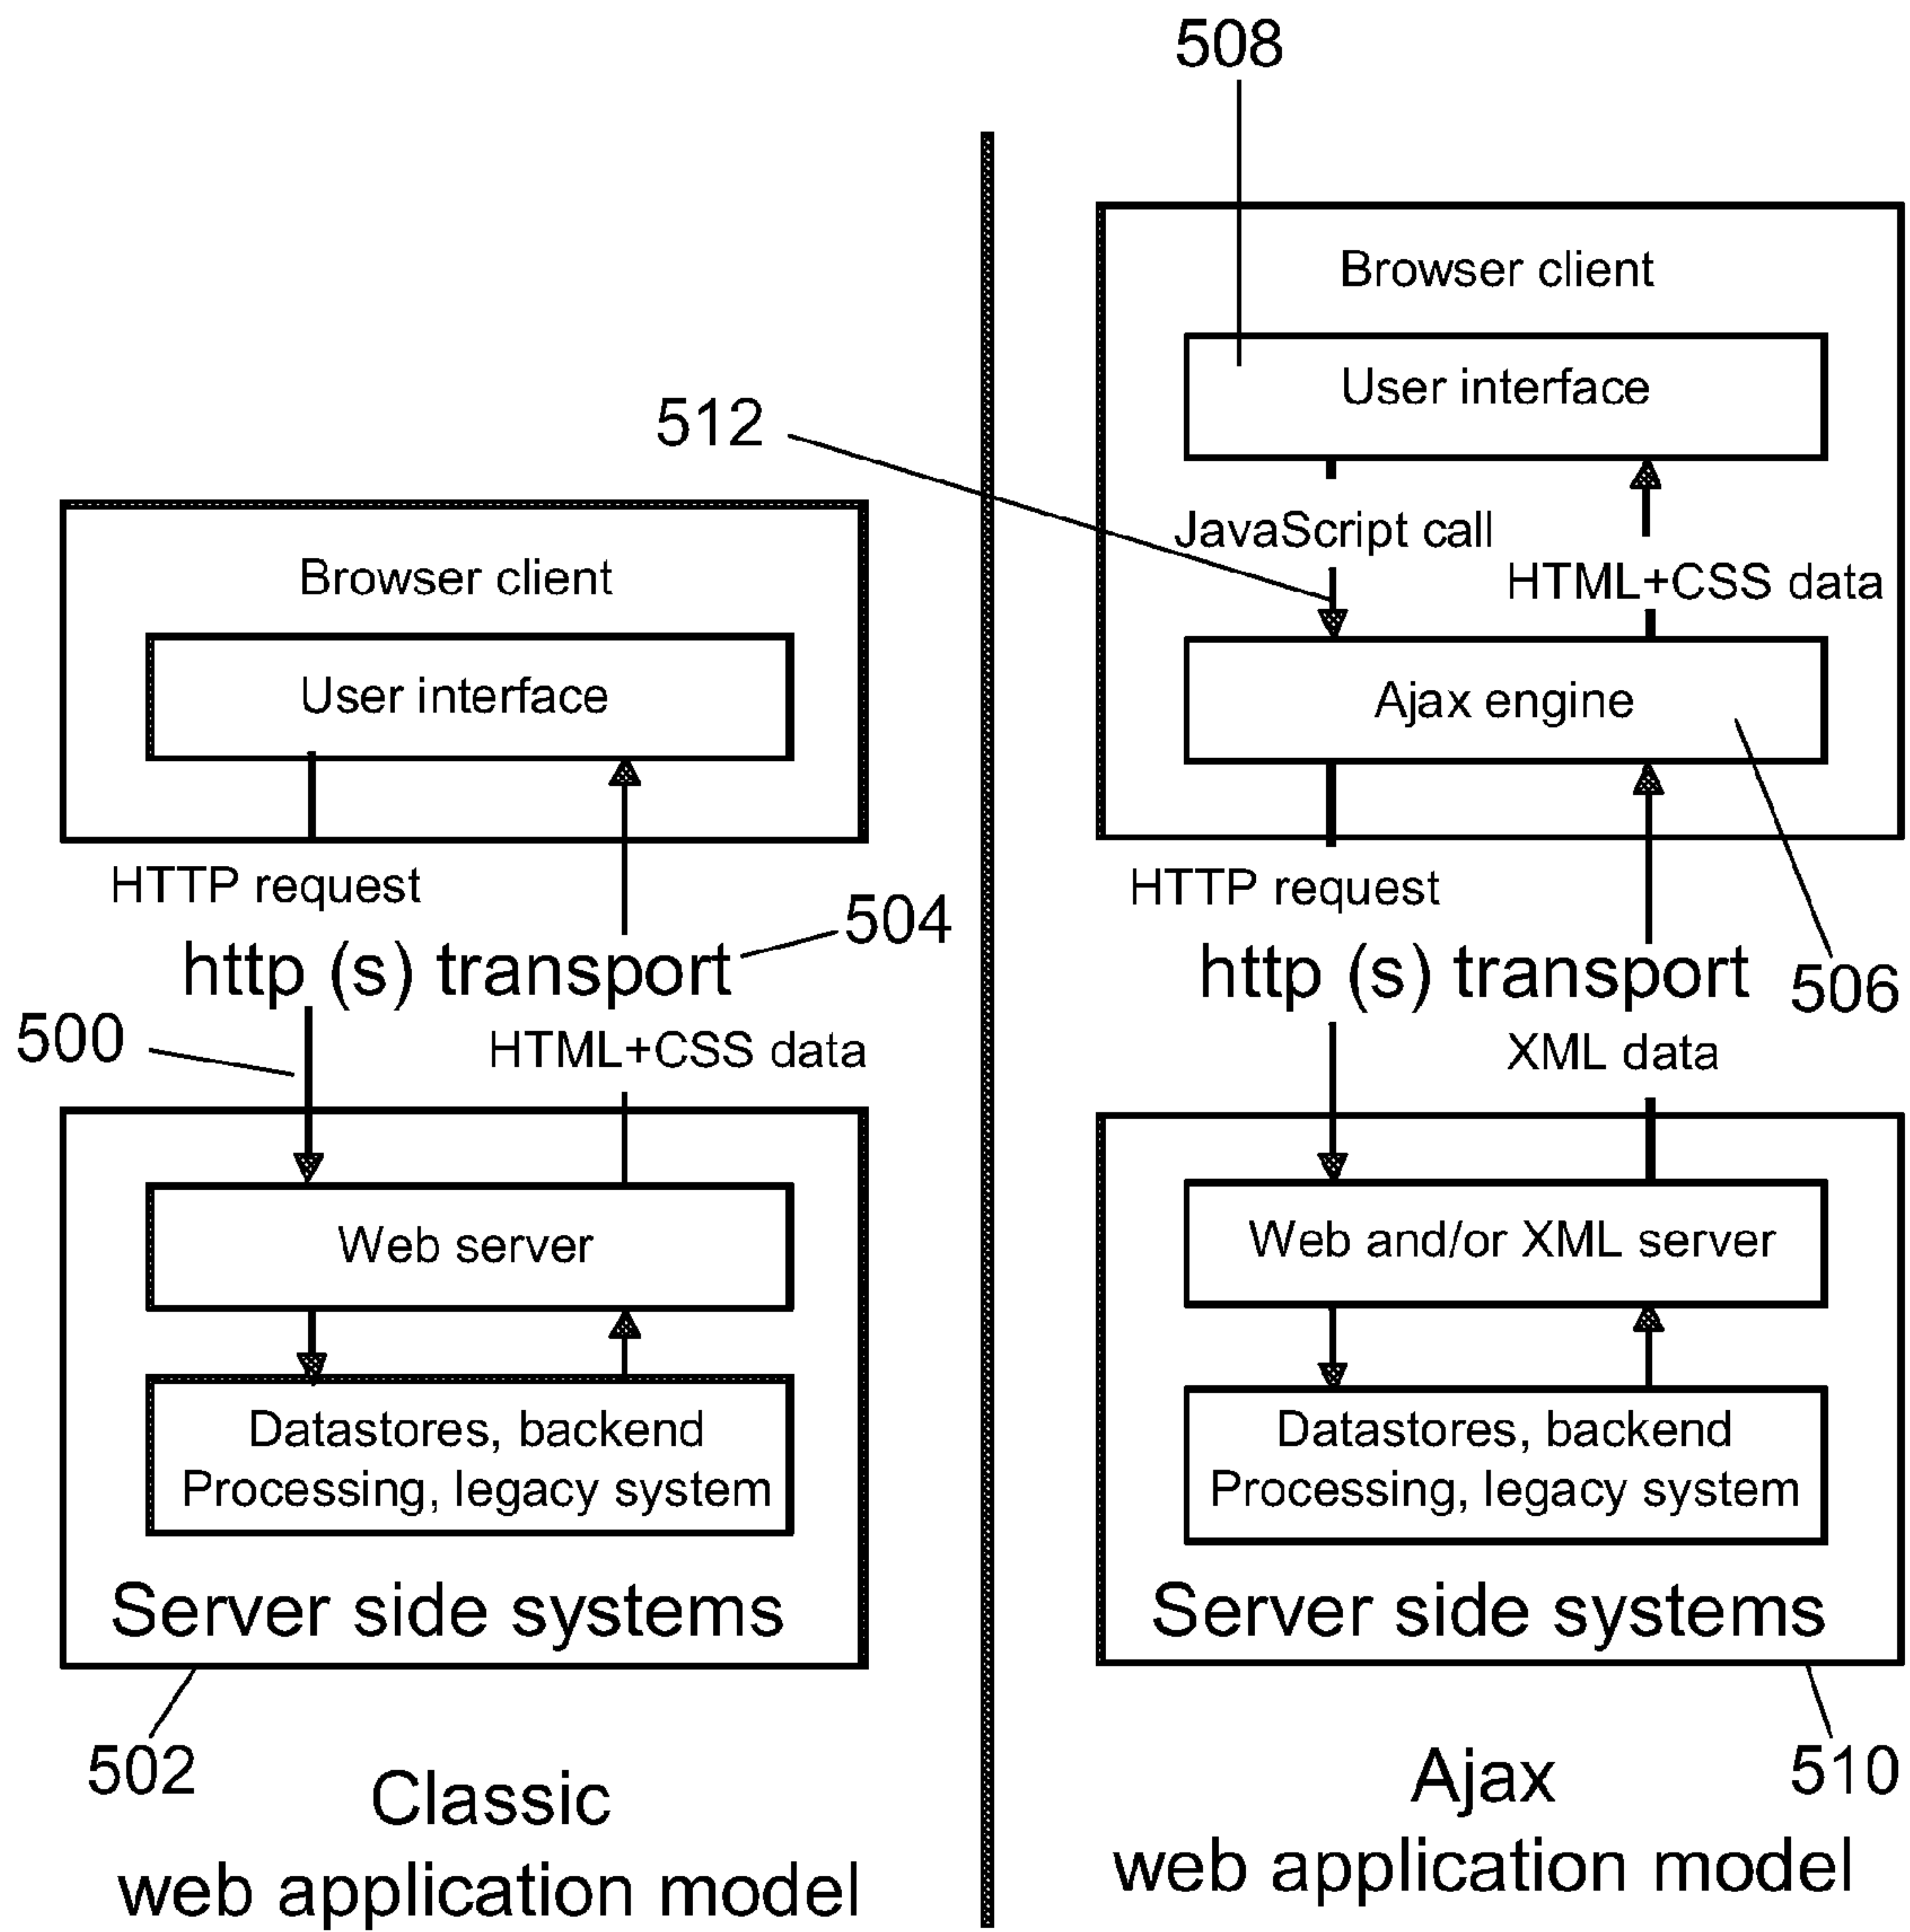 508
Browser client
User interface
512
JavaScript call
HTML+CSS data
Browser client
User interface
Ajax engine
HTTP request
504
http (s) transport
500
HTML+CSS data
HTTP request
http (s) transport
506
XML data
Web server
Datastores, backend
Processing, legacy system
Server side systems
502
Classic
web application model
Web and/or XML server
Datastores, backend
Processing, legacy system
Server side systems
510
Ajax
web application model